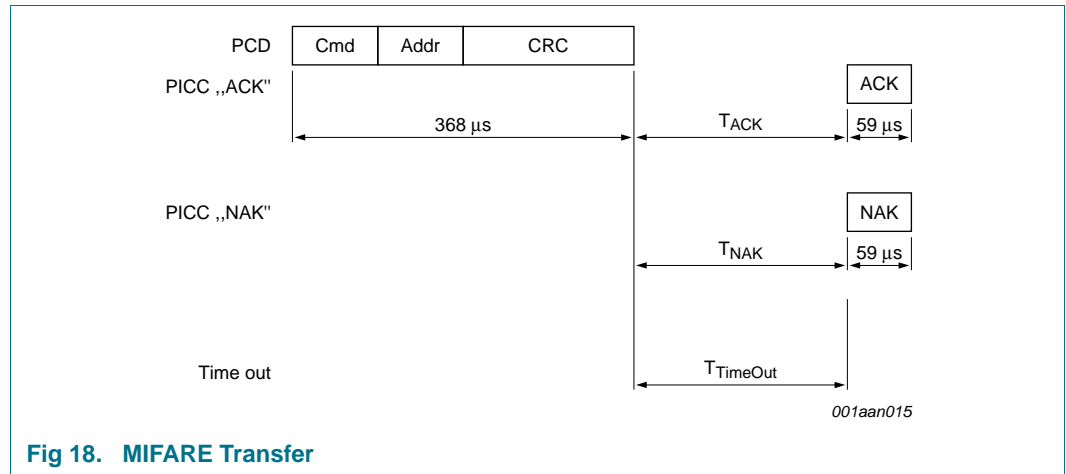 PCD Cmd Addr CRC
PICC ,,ACK" ACK
368 μs TACK 59 μs
PICC ,,NAK" NAK
TNAK 59 μs
Time out TTimeOut
001aan015
Fig 18. MIFARE Transfer